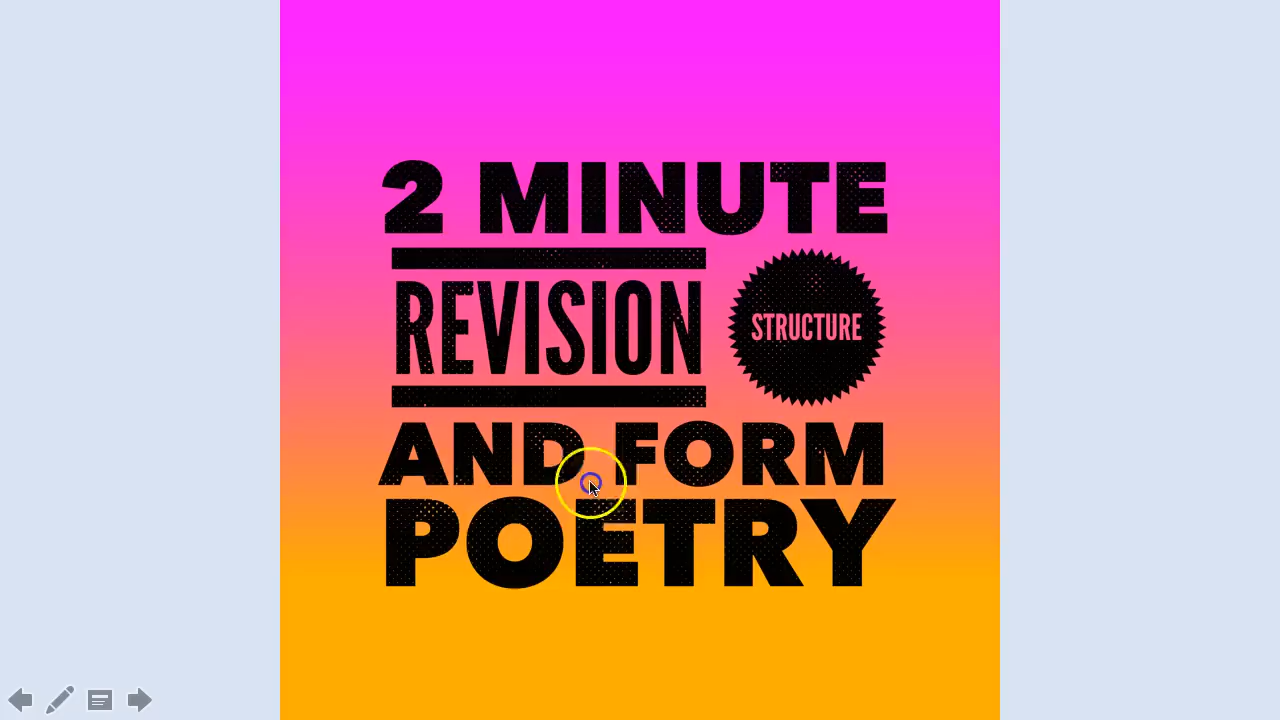 2 MINUTE
REVISION
STRUCTURE
AND FORM
POETRY